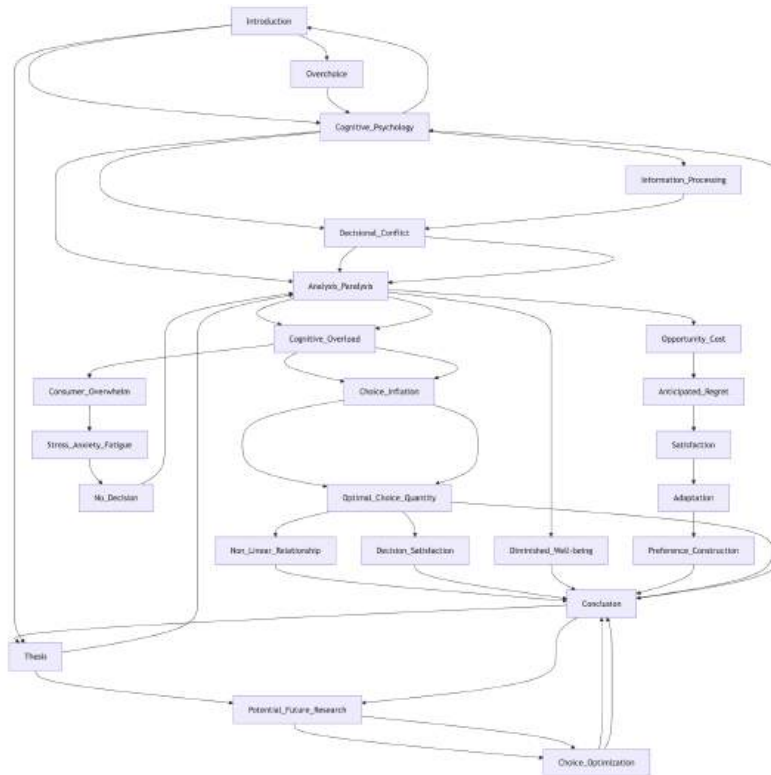 Introduction
Overchoice
Cognitive_Psychology
Information_Processing
Decisional_Conflict
Analysis_Paralysis
Cognitive_Overload
Opportunity_Cost
Consumer_Overwhelm
Choice_Inflation
Anticipated_Regret
Stress_Anxiety_Fatigue
Satisfaction
No_Decision
Optimal_Choice_Quantity
Adaptation
Non_Linear_Relationship
Decision_Satisfaction
Diminished_Well-being
Preference_Construction
Conclusion
Thesis
Potential_Future_Research
Choice_Optimization